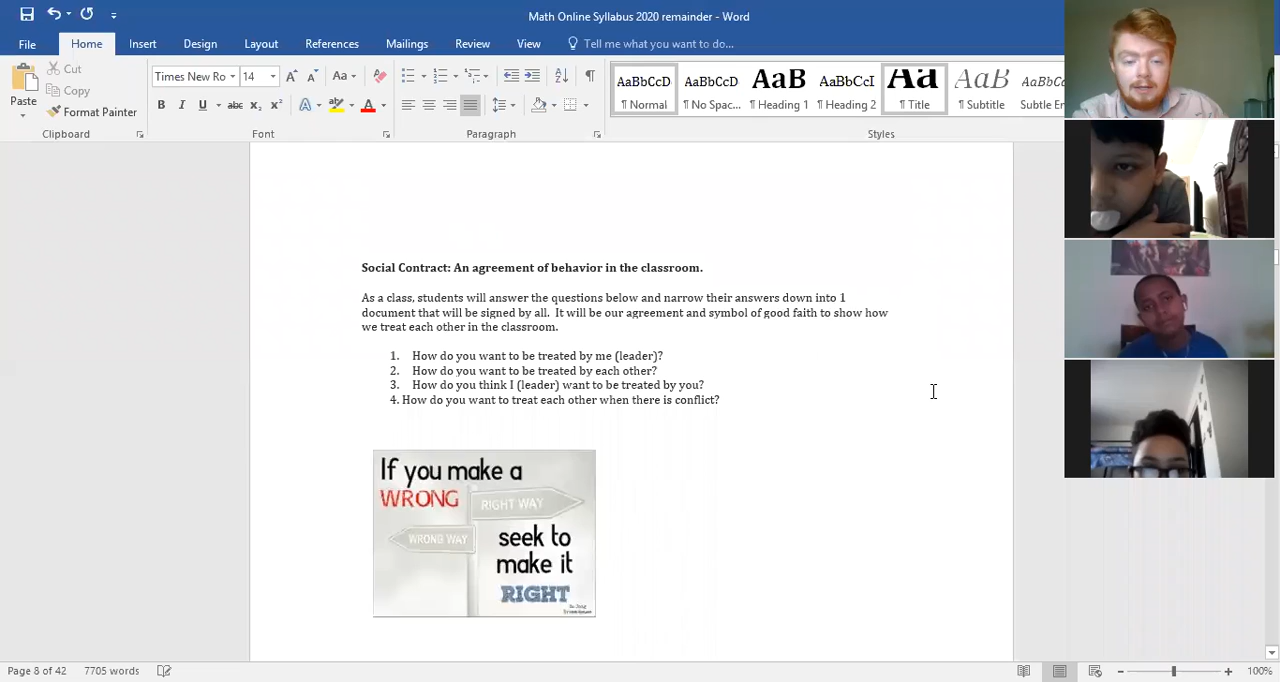 Math Online Syllabus 2020 remainder - Word
File Home Insert Design Layout References Mailings Review View Tell me what you want to do...
Cut
Copy
Paste
Format Painter
Times New Ro 14
AaBbCcD AaBbCcD AaB AaBbCcI AaB AaB AaBbCc
¶ Normal ¶ No Spac... ¶ Heading 1 ¶ Heading 2 ¶ Title ¶ Subtitle Subtle En
Clipboard Font Paragraph Styles
Social Contract: An agreement of behavior in the classroom.
As a class, students will answer the questions below and narrow their answers down into 1
document that will be signed by all. It will be our agreement and symbol of good faith to show how
we treat each other in the classroom.
1. How do you want to be treated by me (leader)?
2. How do you want to be treated by each other?
3. How do you think I (leader) want to be treated by you?
4. How do you want to treat each other when there is conflict?
If you make a
WRONG
RIGHT WAY
WRONG WAY
seek to
make it
RIGHT
Page 8 of 42 7705 words 100%